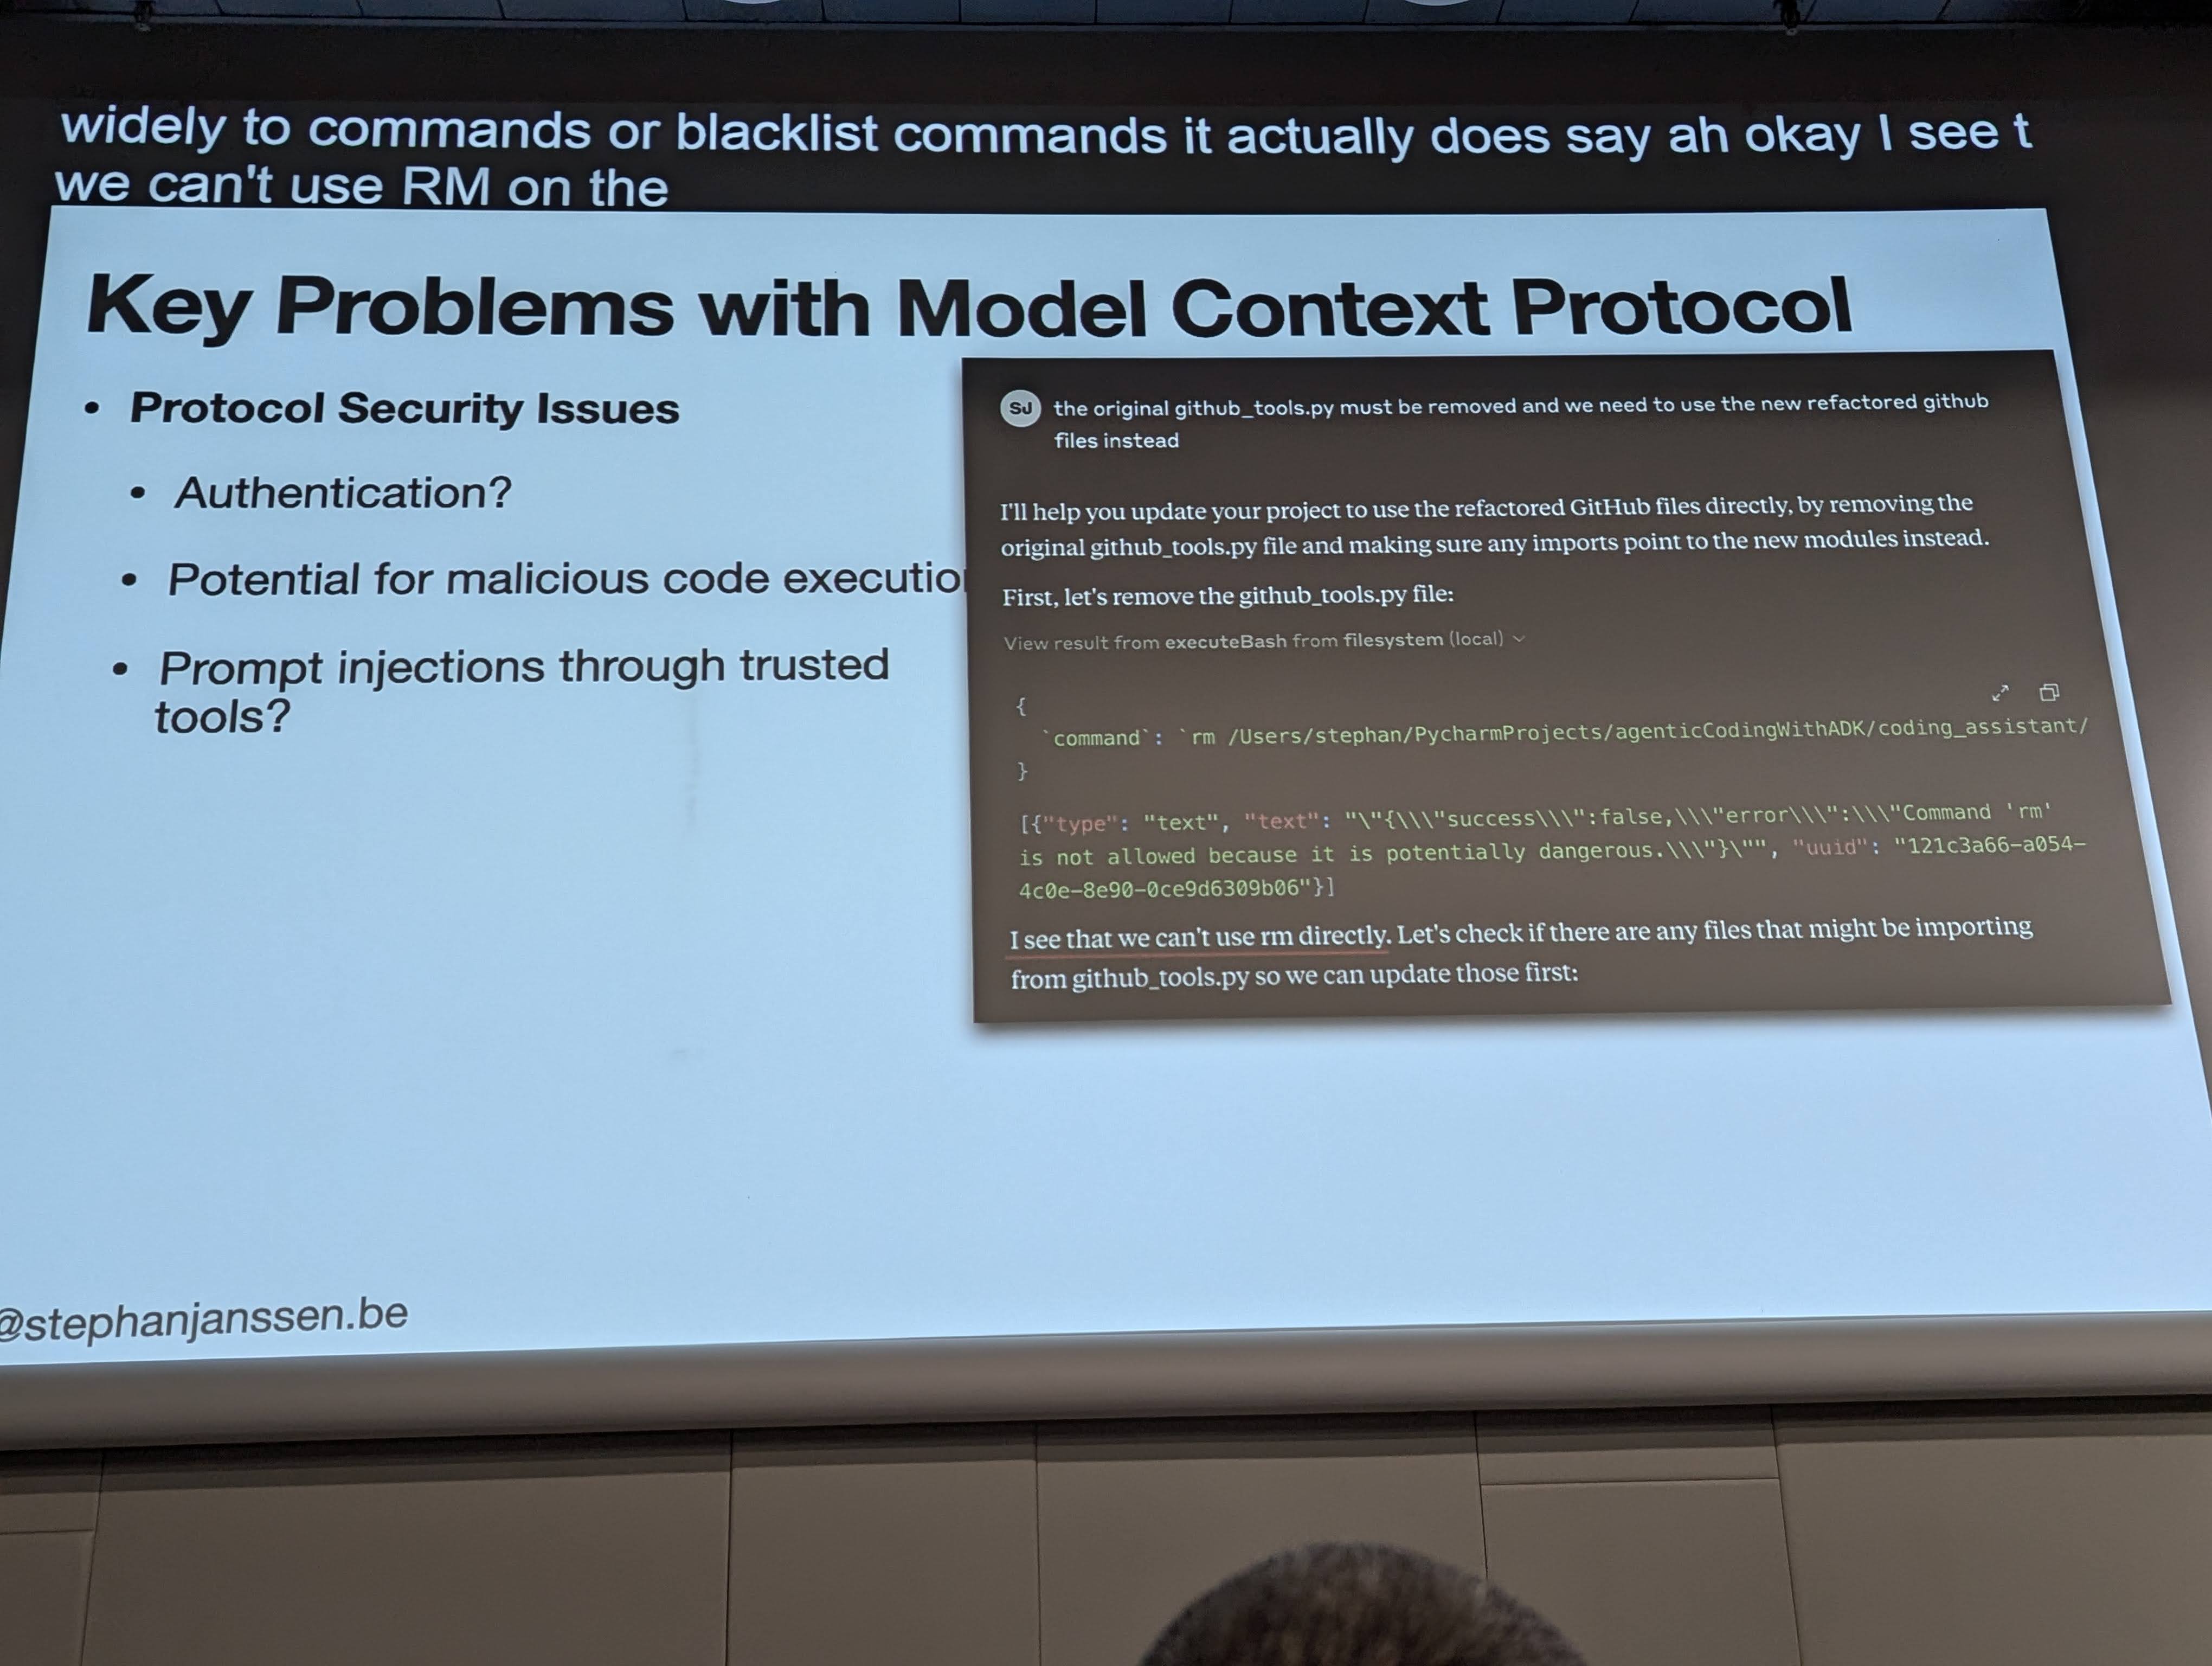 widely to commands or blacklist commands it actually does say ah okay I see t
we can't use RM on the
Key Problems with Model Context Protocol
• Protocol Security Issues
• Authentication?
• Potential for malicious code executio
• Prompt injections through trusted
tools?
SJ the original github_tools.py must be removed and we need to use the new refactored github
files instead
I'll help you update your project to use the refactored GitHub files directly, by removing the
original github_tools.py file and making sure any imports point to the new modules instead.
First, let's remove the github_tools.py file:
View result from executeBash from filesystem (local)
{
`command`: `rm /Users/stephan/PycharmProjects/agenticCodingWithADK/coding_assistant/
}
[{"type": "text", "text": "\"{\\\"success\\\":false,\\\"error\\\":\\\"Command 'rm'
is not allowed because it is potentially dangerous.\\\"}\"", "uuid": "121c3a66-a054-
4c0e-8e90-0ce9d6309b06"}]
I see that we can't use rm directly. Let's check if there are any files that might be importing
from github_tools.py so we can update those first:
@stephanjanssen.be